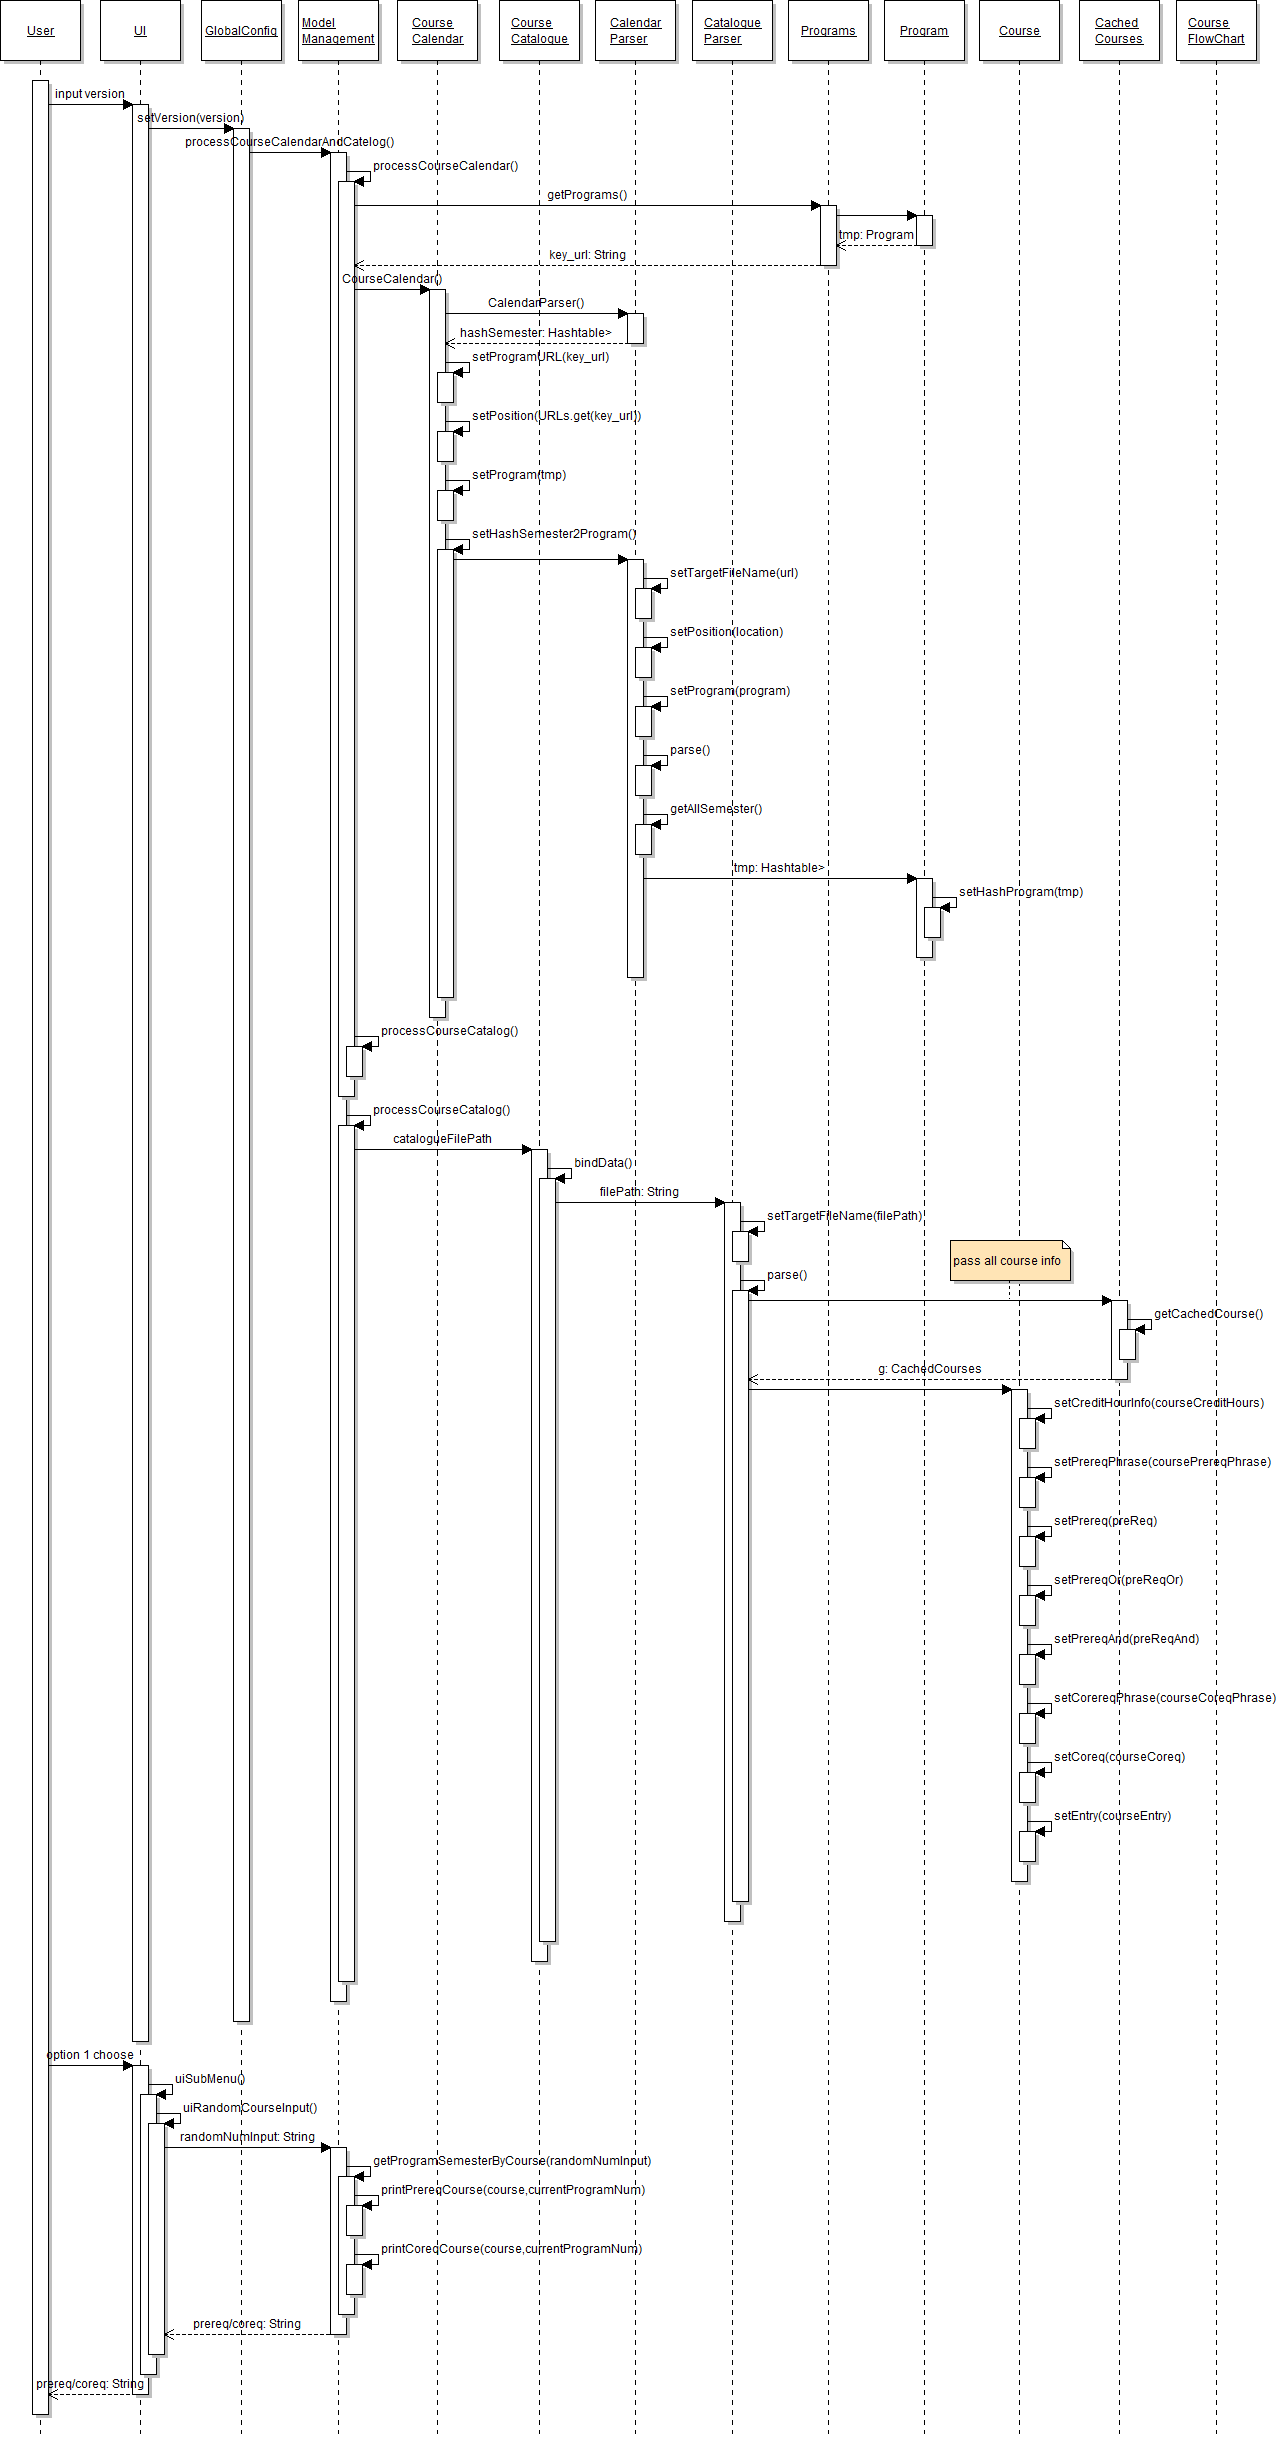 User
UI
GlobalConfig
Model
Management
Course
Calendar
Course
Catalogue
Calendar
Parser
Catalogue
Parser
Programs
Program
Course
Cached
Courses
Course
FlowChart
input version
setVersion(version)
processCourseCalendarAndCatelog()
processCourseCalendar()
getPrograms()
tmp: Program
key_url: String
CourseCalendar()
CalendarParser()
hashSemester: Hashtable>
setProgramURL(key_url)
setPosition(URLs.get(key_url))
setProgram(tmp)
setHashSemester2Program()
setTargetFileName(url)
setPosition(location)
setProgram(program)
parse()
getAllSemester()
tmp: Hashtable>
setHashProgram(tmp)
processCourseCatalog()
processCourseCatalog()
catalogueFilePath
bindData()
filePath: String
setTargetFileName(filePath)
pass all course info
parse()
getCachedCourse()
g: CachedCourses
setCreditHourInfo(courseCreditHours)
setPrereqPhrase(coursePrereqPhrase)
setPrereq(preReq)
setPrereqOr(preReqOr)
setPrereqAnd(preReqAnd)
setCorereqPhrase(courseCoreqPhrase)
setCoreq(courseCoreq)
setEntry(courseEntry)
option 1 choose
uiSubMenu()
uiRandomCourseInput()
randomNumInput: String
getProgramSemesterByCourse(randomNumInput)
printPrereqCourse(course,currentProgramNum)
printCoreqCourse(course,currentProgramNum)
prereq/coreq: String
prereq/coreq: String